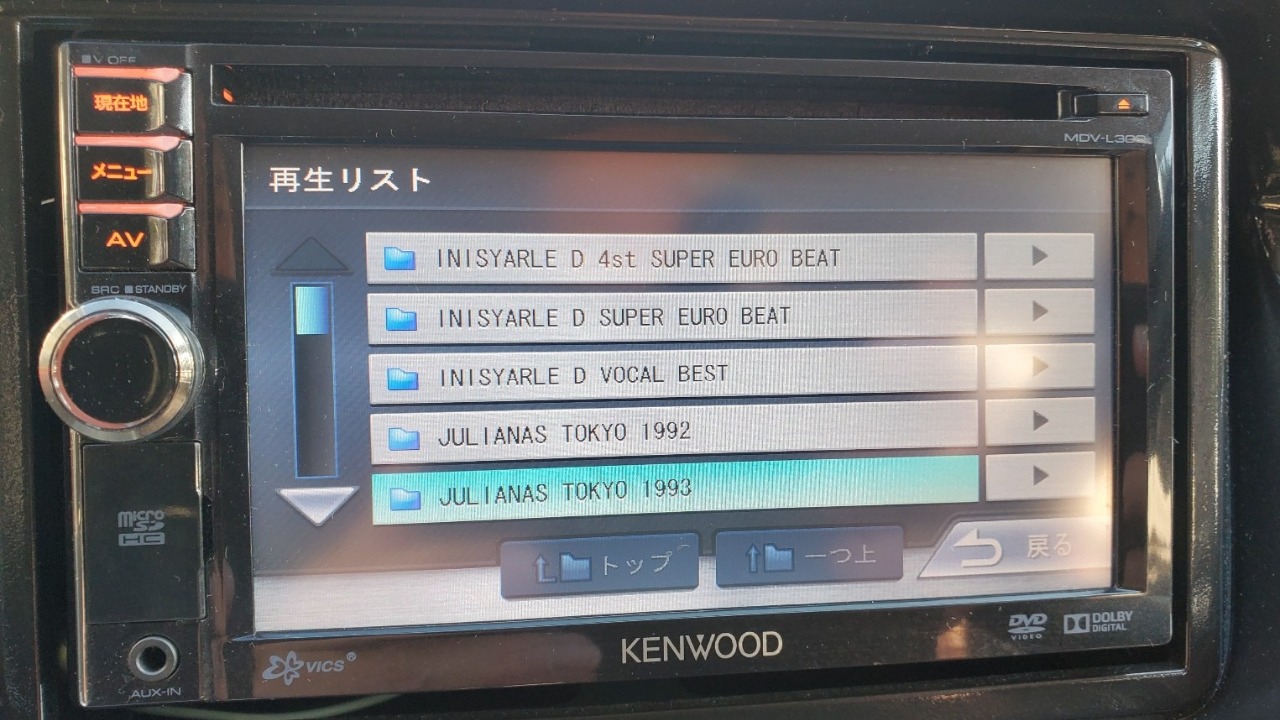 V OFF
現在地
メニュー
AV
SRC ■STANDBY
micro
SD
HC
AUX-IN
再生リスト
INISYARLE D 4st SUPER EURO BEAT
INISYARLE D SUPER EURO BEAT
INISYARLE D VOCAL BEST
JULIANAS TOKYO 1992
JULIANAS TOKYO 1993
トップ
一つ上
戻る
VICS®
KENWOOD
DVD
VIDEO
DOLBY
DIGITAL